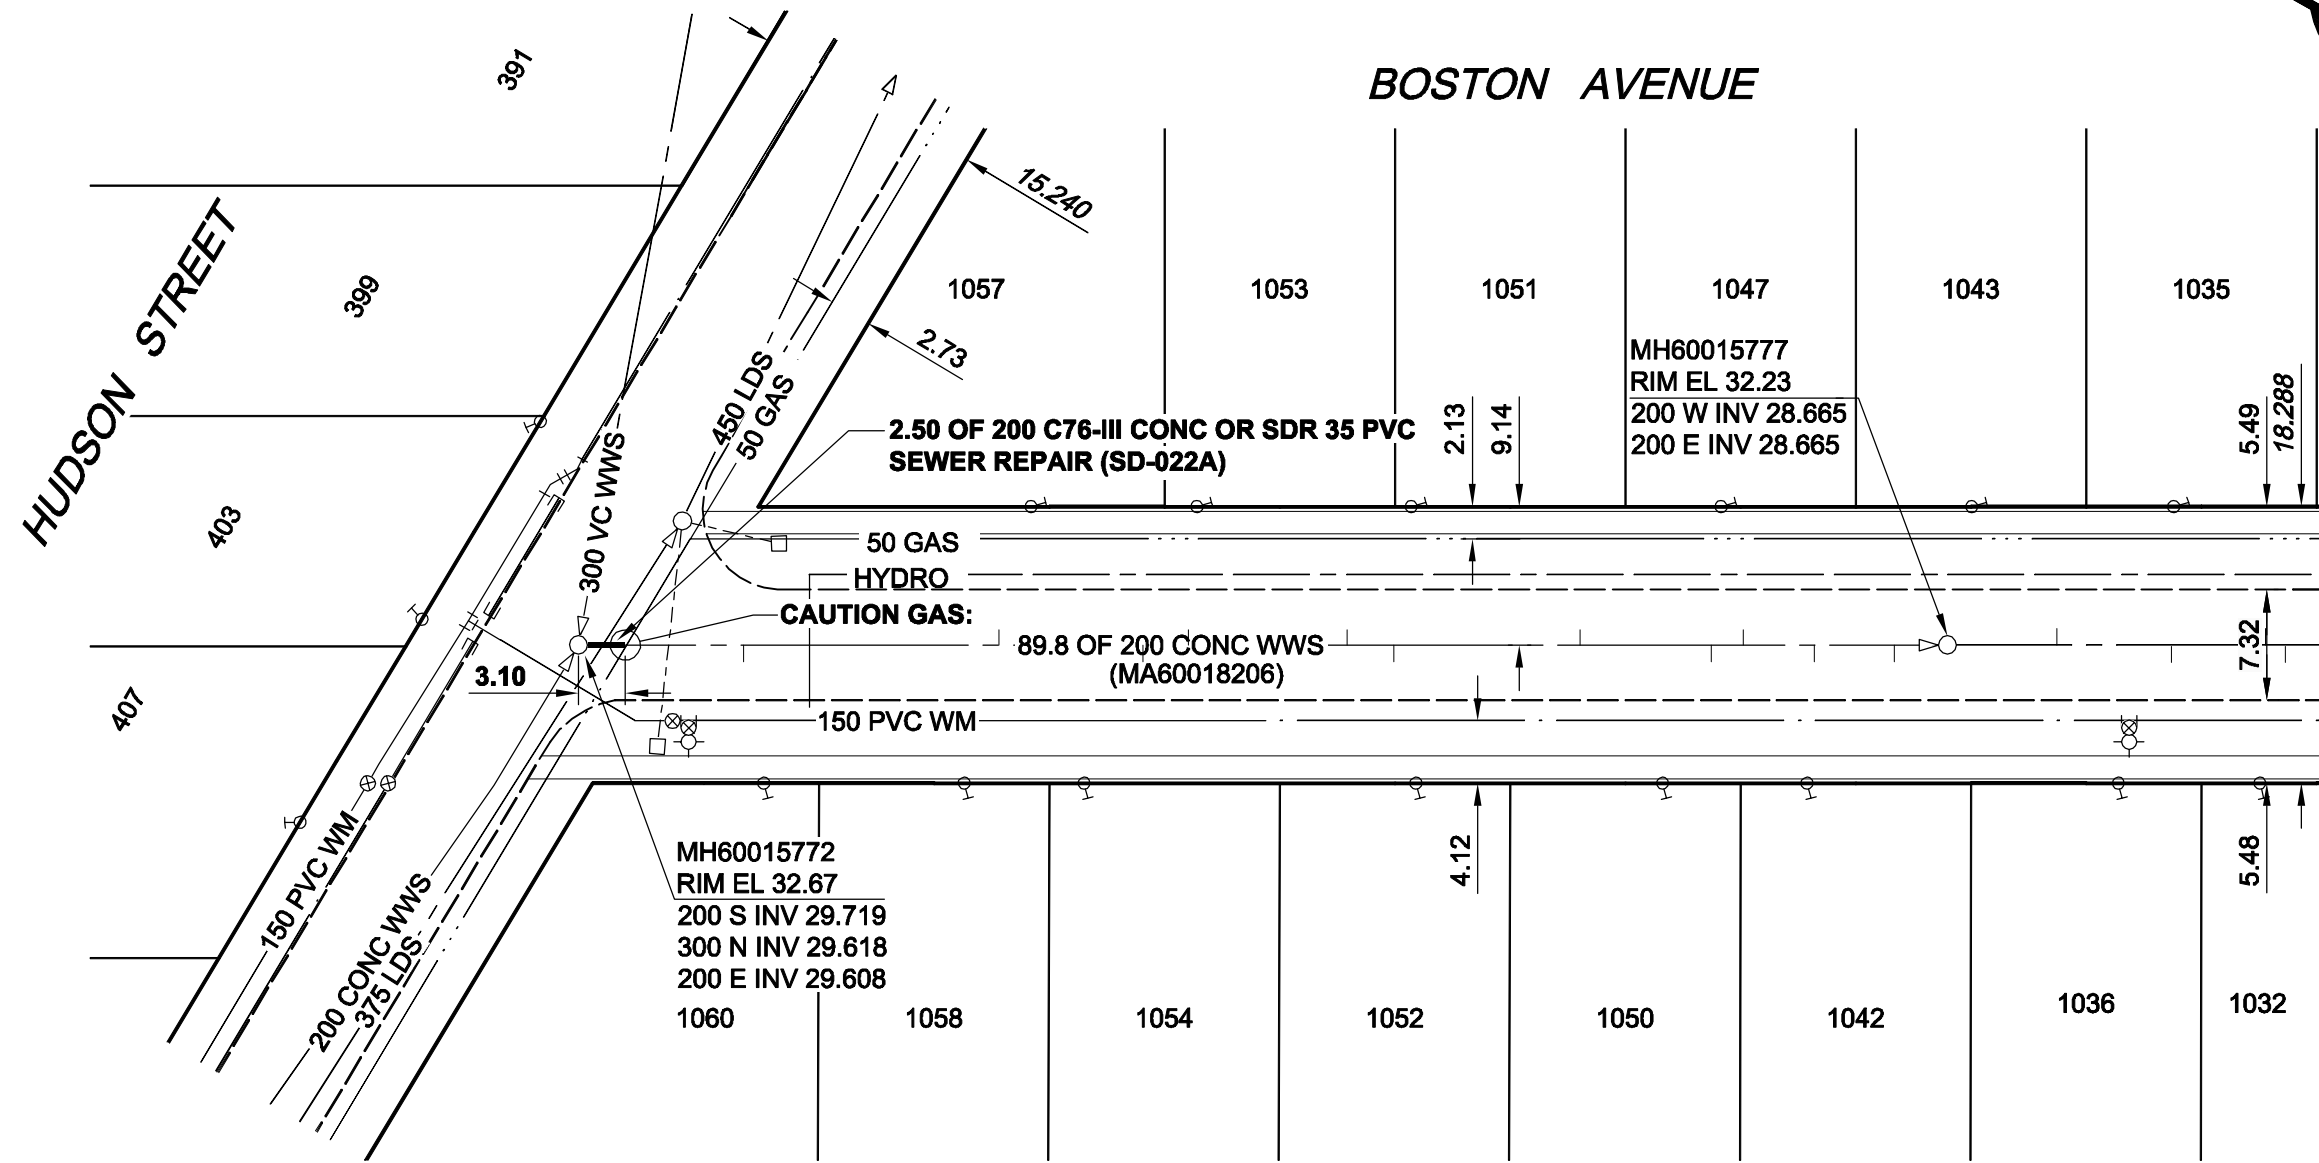 BOSTON AVENUE
HUDSON STREET
391
399
403
407
15.240
2.73
1057
1053
1051
1047
1043
1035
MH60015777
RIM EL 32.23
200 W INV 28.665
200 E INV 28.665
450 LDS
50 GAS
300 VC WWS
2.50 OF 200 C76-III CONC OR SDR 35 PVC
SEWER REPAIR (SD-022A)
2.13
9.14
5.49
18.288
50 GAS
HYDRO
CAUTION GAS:
89.8 OF 200 CONC WWS
(MA60018206)
7.32
3.10
150 PVC WM
150 PVC WM
200 CONC WWS
375 LDS
MH60015772
RIM EL 32.67
200 S INV 29.719
300 N INV 29.618
200 E INV 29.608
4.12
5.48
1060
1058
1054
1052
1050
1042
1036
1032